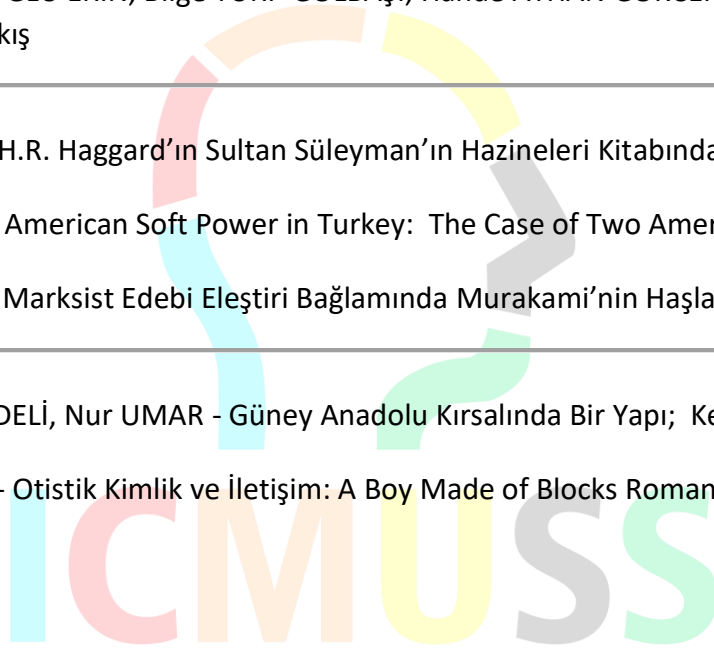 kış
H.R. Haggard’ın Sultan Süleyman’ın Hazineleri Kitabında
American Soft Power in Turkey: The Case of Two Amer
Marksist Edebi Eleştiri Bağlamında Murakami’nin Haşla
DELİ, Nur UMAR - Güney Anadolu Kırsalında Bir Yapı; Ke
- Otistik Kimlik ve İletişim: A Boy Made of Blocks Roman
ICMUSS